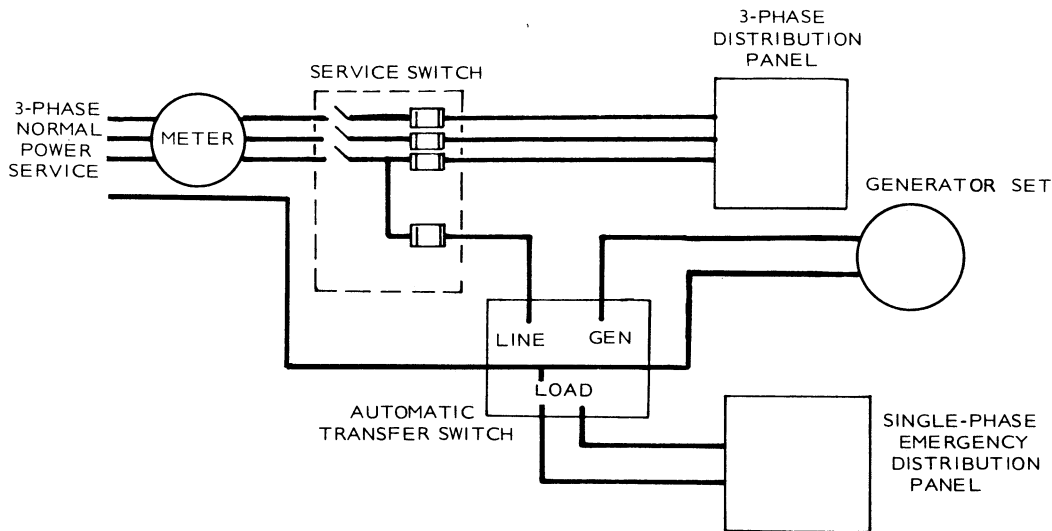 3-PHASE
DISTRIBUTION
PANEL
SERVICE SWITCH
3-PHASE
NORMAL
POWER
SERVICE
METER
GENERATOR SET
LINE
GEN
LOAD
AUTOMATIC
TRANSFER SWITCH
SINGLE-PHASE
EMERGENCY
DISTRIBUTION
PANEL